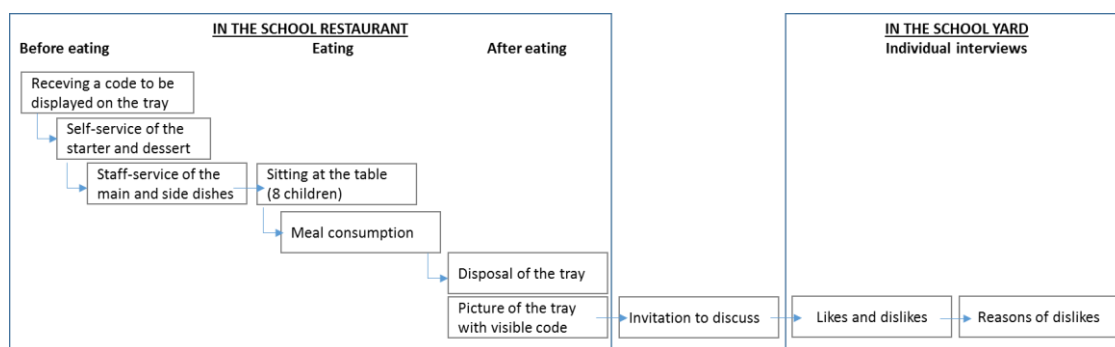 IN THE SCHOOL RESTAURANT
Before eating
Eating
After eating
Receving a code to be
displayed on the tray
Self-service of the
starter and dessert
Staff-service of the
main and side dishes
Sitting at the table
(8 children)
Meal consumption
Disposal of the tray
Picture of the tray
with visible code
Invitation to discuss
IN THE SCHOOL YARD
Individual interviews
Likes and dislikes
Reasons of dislikes